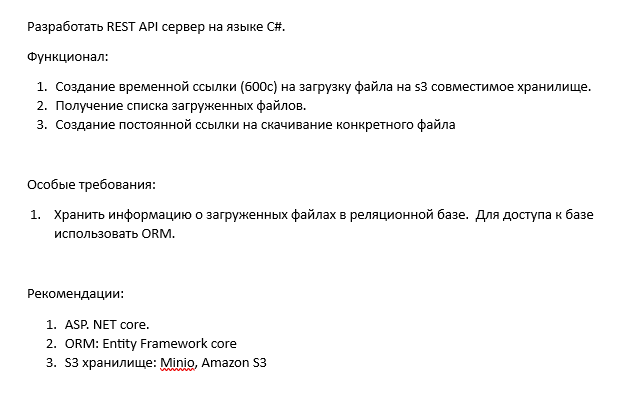 Разработать REST API сервер на языке C#.
Функционал:
1. Создание временной ссылки (600с) на загрузку файла на s3 совместимое хранилище.
2. Получение списка загруженных файлов.
3. Создание постоянной ссылки на скачивание конкретного файла
Особые требования:
1. Хранить информацию о загруженных файлах в реляционной базе. Для доступа к базе
использовать ORM.
Рекомендации:
1. ASP. NET core.
2. ORM: Entity Framework core
3. S3 хранилище: Minio, Amazon S3